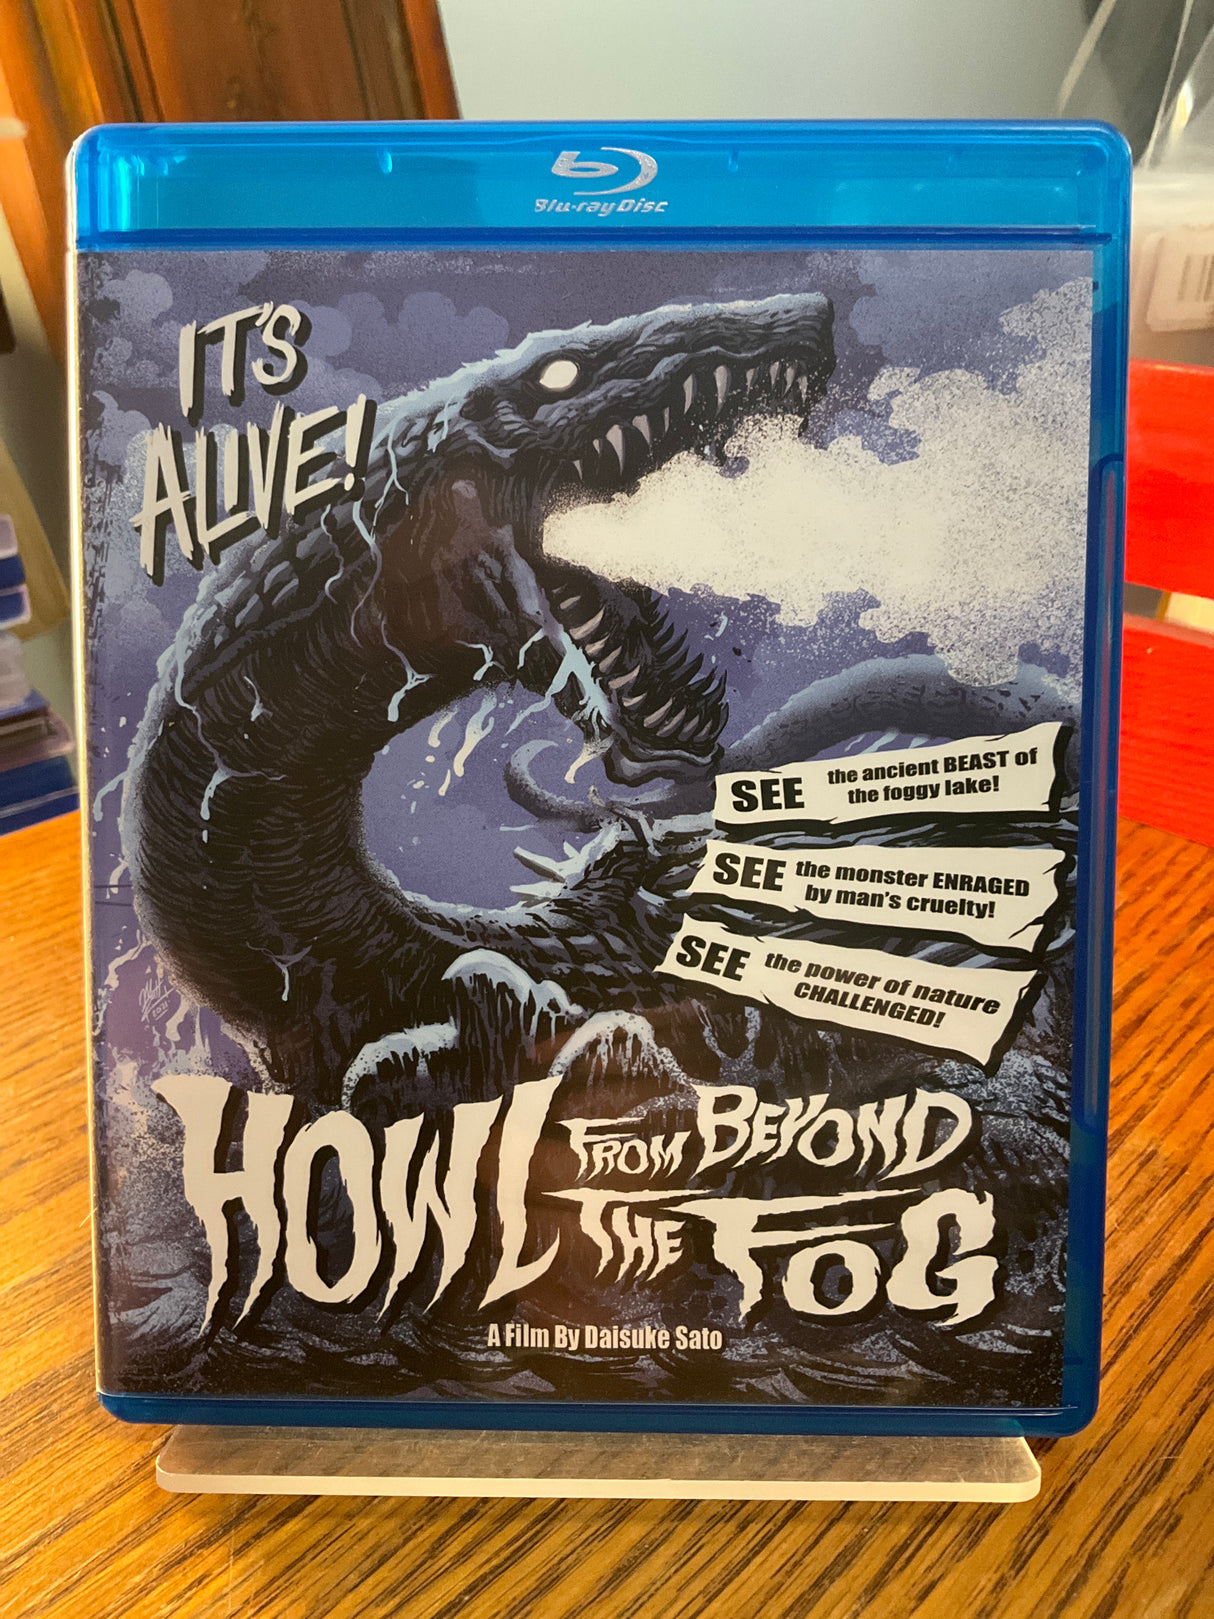 Blu-ray Disc
IT'S
ALIVE!
SEE the ancient BEAST of
the foggy lake!
SEE the monster ENRAGED
by man's cruelty!
SEE the power of nature
CHALLENGED!
HOWL FROM BEYOND
THE FOG
A Film By Daisuke Sato